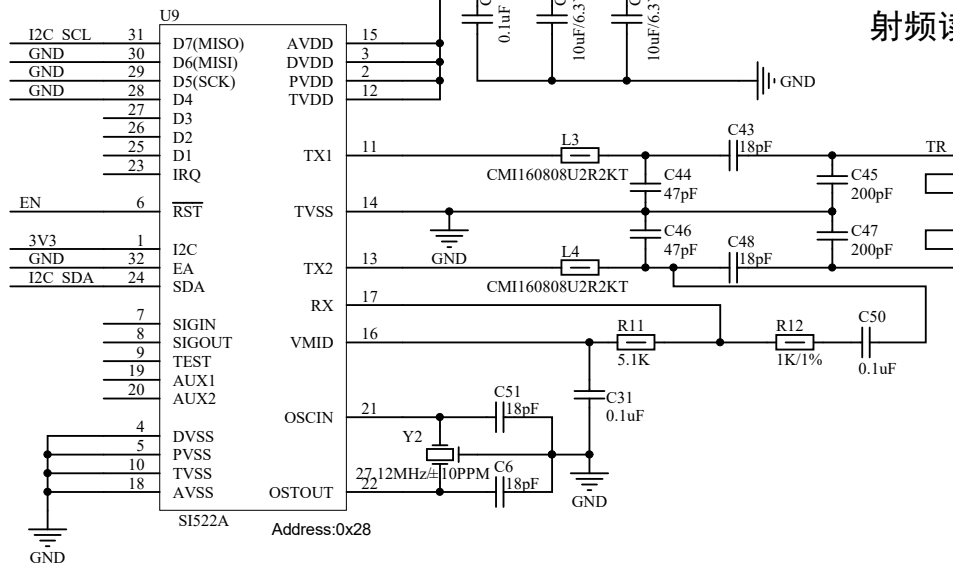 U9
I2C_SCL 31 D7(MISO) AVDD 15
GND 30 D6(MISI) DVDD 3
GND 29 D5(SCK) PVDD 2
GND 28 D4 TVDD 12
27 D3
26 D2
25 D1
23 IRQ
EN 6 RST
3V3 1 I2C
GND 32 EA
I2C_SDA 24 SDA
7 SIGIN
8 SIGOUT
9 TEST
19 AUX1
20 AUX2
4 DVSS
5 PVSS
10 TVSS
18 AVSS
GND
TX1 11
TVSS 14
TX2 13
RX 17
VMID 16
OSCIN 21
OSTOUT 22
SI522A
Address:0x28
0.1uF
10uF/6.3
10uF/6.3
GND
射频
L3
CMI160808U2R2KT
C43
18pF
TR
C44
47pF
C45
200pF
GND
C46
47pF
C47
200pF
L4
CMI160808U2R2KT
C48
18pF
R11
5.1K
R12
1K/1%
C50
0.1uF
C31
0.1uF
C51
18pF
Y2
27.12MHz/±10PPM
C6
18pF
GND